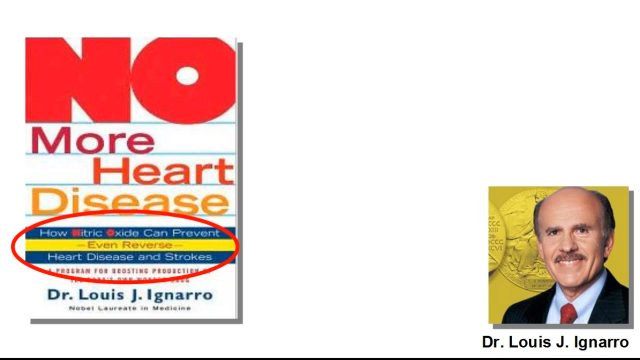 NO
More
Heart
Disease
How Nitric Oxide Can Prevent
—Even Reverse—
Heart Disease and Strokes
A PROGRAM FOR BOOSTING PRODUCTION
Dr. Louis J. Ignarro
Nobel Laureate in Medicine
Dr. Louis J. Ignarro